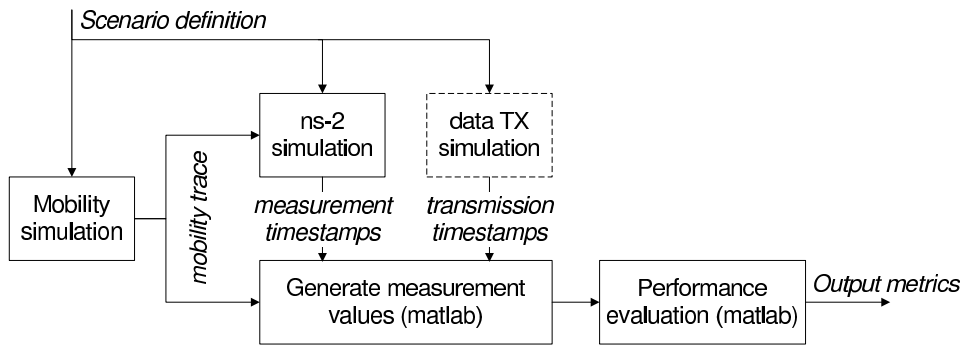 Scenario definition
ns-2
simulation
data TX
simulation
Mobility
simulation
mobility trace
measurement
timestamps
transmission
timestamps
Generate measurement
values (matlab)
Performance
evaluation (matlab)
Output metrics